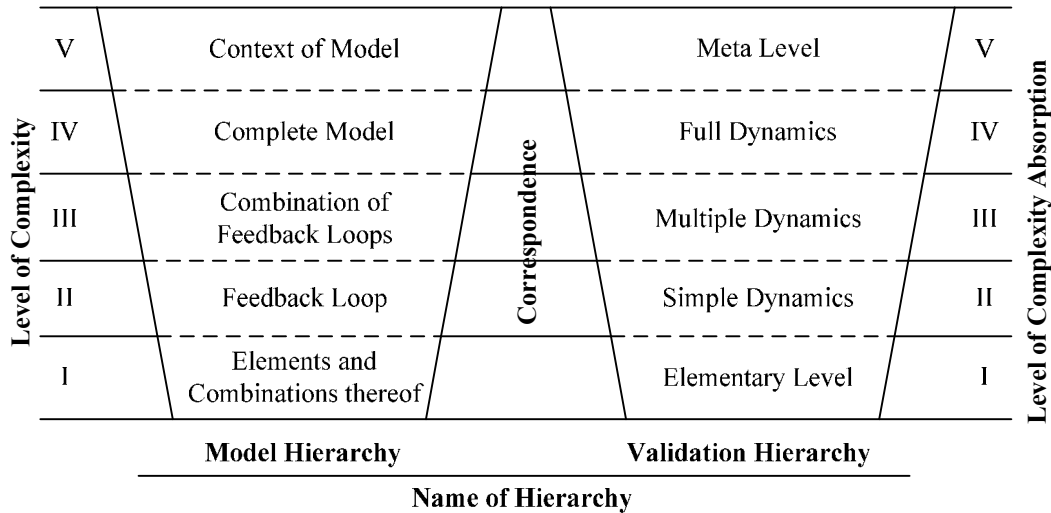 V
Context of Model
Meta Level
V
IV
Complete Model
Full Dynamics
IV
III
Combination of
Feedback Loops
Multiple Dynamics
III
II
Feedback Loop
Simple Dynamics
II
I
Elements and
Combinations thereof
Elementary Level
I
Level of Complexity
Correspondence
Level of Complexity Absorption
Model Hierarchy
Validation Hierarchy
Name of Hierarchy